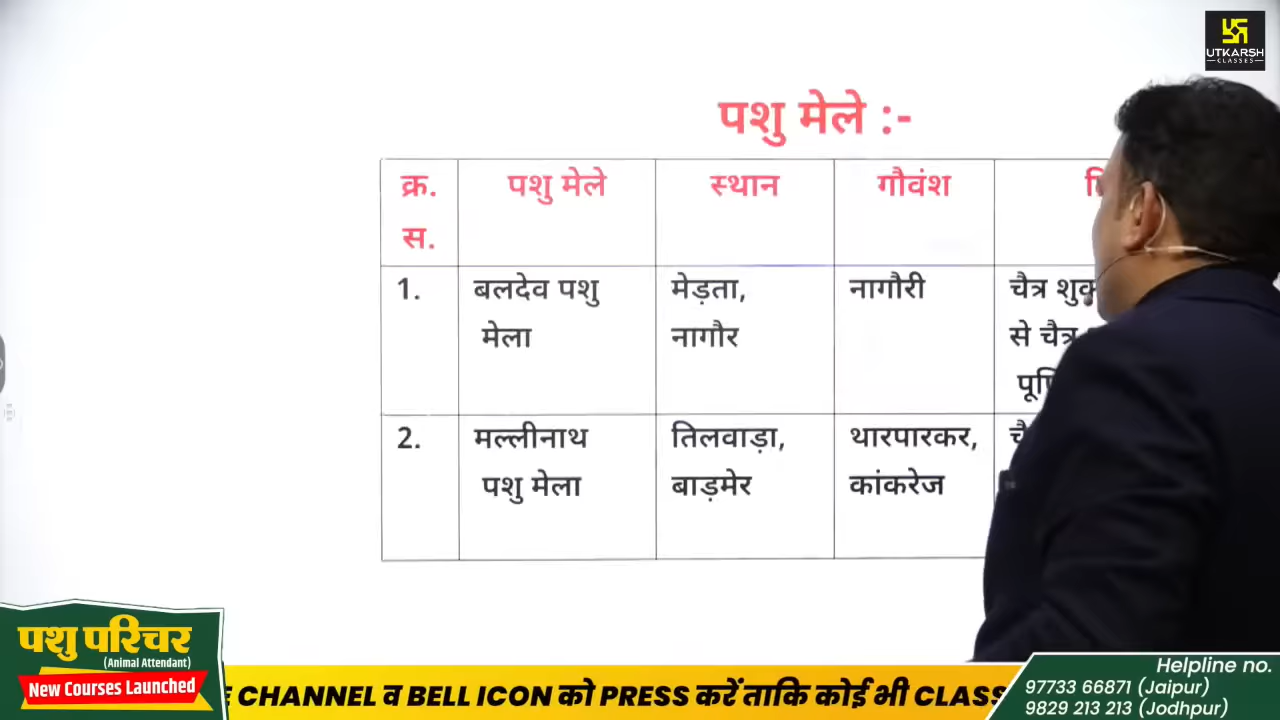 UTKARSH
CLASSES
पशु मेले :-
क्र. पशु मेले स्थान गौवंश
स.
1. बलदेव पशु मेड़ता, नागौरी चैत्र
मेला नागौर से चैत्र
2. मल्लीनाथ तिलवाड़ा, थारपारकर,
पशु मेला बाड़मेर कांकरेज
पशु परिचर
(Animal Attendant)
New Courses Launched
CHANNEL व BELL ICON को PRESS करें ताकि कोई भी CLASS
Helpline no.
97733 66871 (Jaipur)
9829 213 213 (Jodhpur)